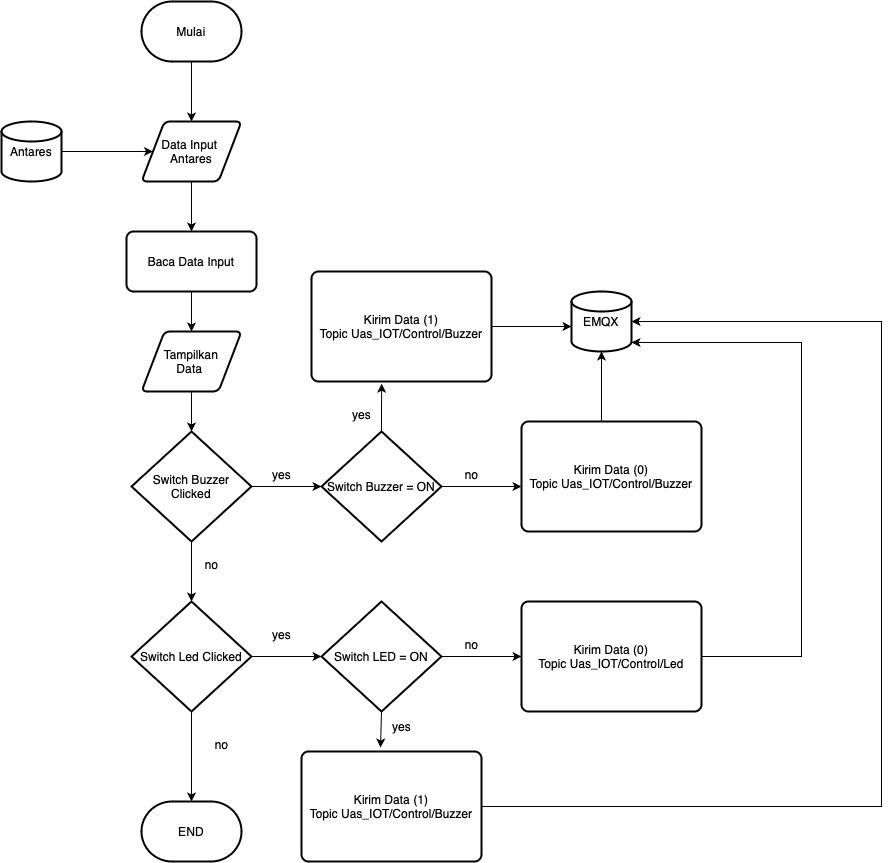 Mulai
Antares
Data Input
Antares
Baca Data Input
Kirim Data (1)
Topic Uas_IOT/Control/Buzzer
EMQX
Tampilkan
Data
yes
Switch Buzzer
Clicked
yes
Switch Buzzer = ON
no
Kirim Data (0)
Topic Uas_IOT/Control/Buzzer
no
Switch Led Clicked
yes
Switch LED = ON
no
Kirim Data (0)
Topic Uas_IOT/Control/Led
yes
no
Kirim Data (1)
Topic Uas_IOT/Control/Buzzer
END